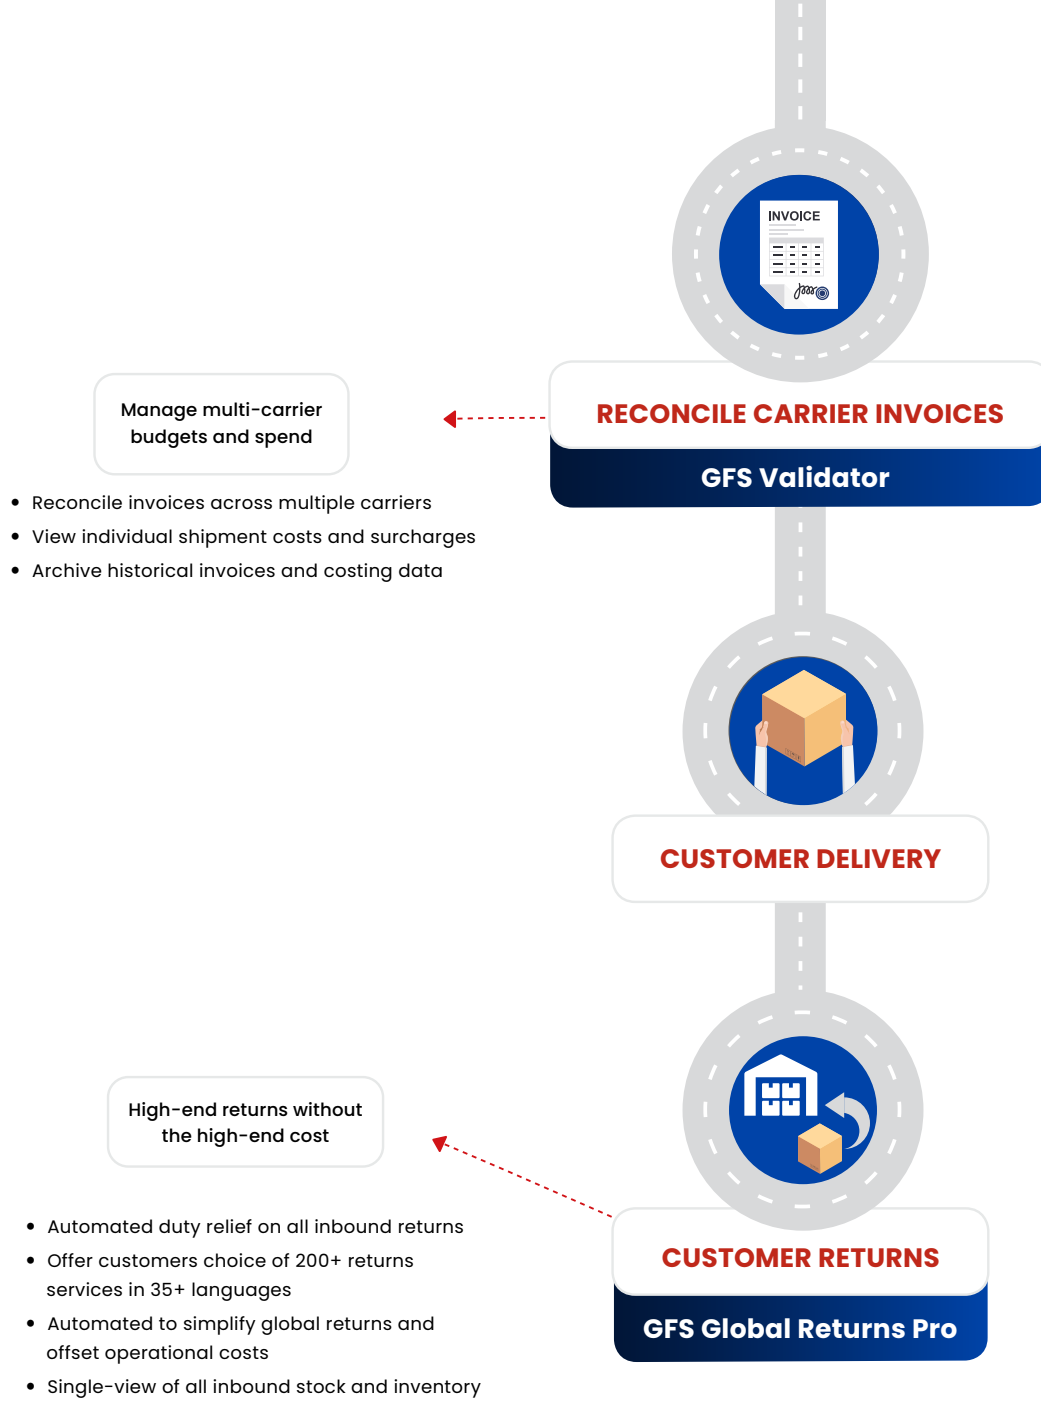 INVOICE
RECONCILE CARRIER INVOICES
GFS Validator
Manage multi-carrier
budgets and spend
• Reconcile invoices across multiple carriers
• View individual shipment costs and surcharges
• Archive historical invoices and costing data
CUSTOMER DELIVERY
High-end returns without
the high-end cost
• Automated duty relief on all inbound returns
• Offer customers choice of 200+ returns
services in 35+ languages
• Automated to simplify global returns and
offset operational costs
• Single-view of all inbound stock and inventory
CUSTOMER RETURNS
GFS Global Returns Pro